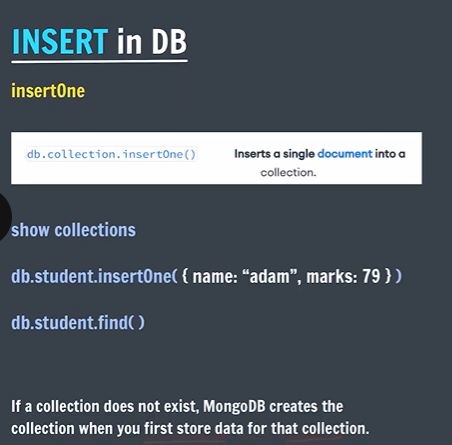 INSERT in DB
insertOne
db.collection.insertOne() Inserts a single document into a
collection.
show collections
db.student.insertOne( { name: “adam”, marks: 79 } )
db.student.find( )
If a collection does not exist, MongoDB creates the
collection when you first store data for that collection.